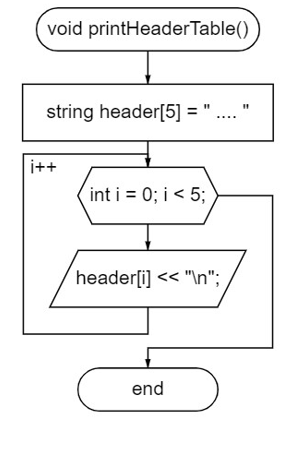 void printHeaderTable()
string header[5] = " .... "
i++
int i = 0; i < 5;
header[i] << "\n";
end